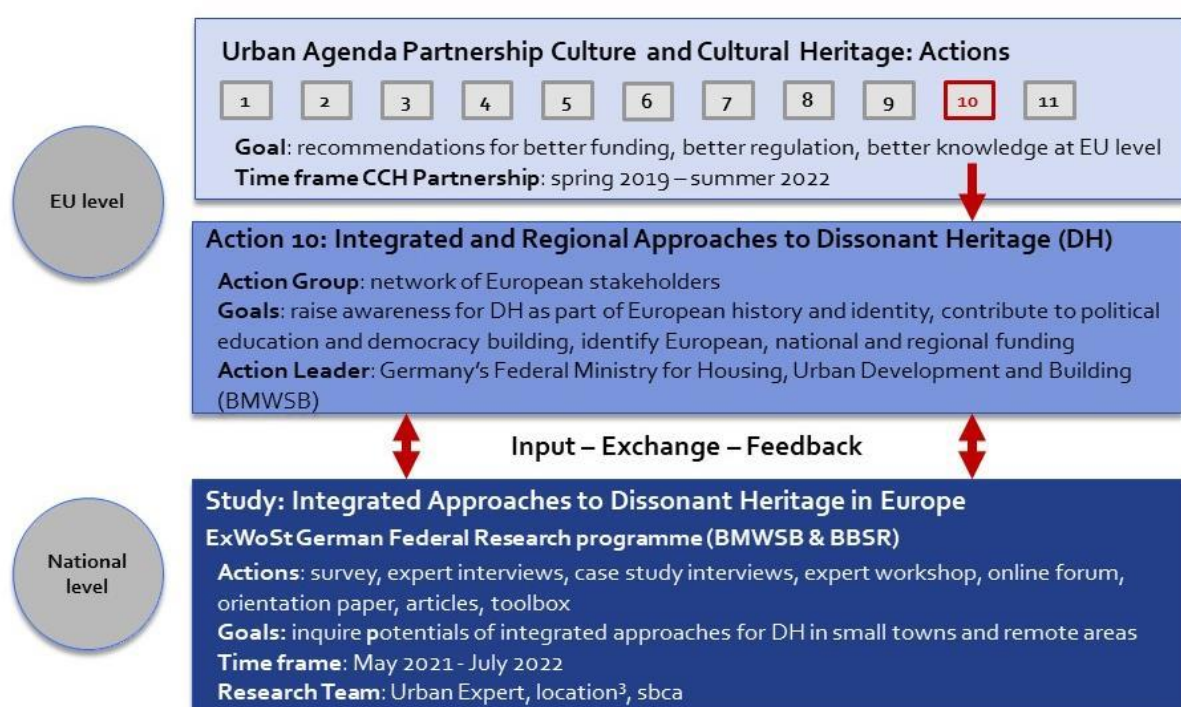 Urban Agenda Partnership Culture and Cultural Heritage: Actions
1 2 3 4 5 6 7 8 9 10 11
Goal: recommendations for better funding, better regulation, better knowledge at EU level
Time frame CCH Partnership: spring 2019 – summer 2022
EU level
Action 10: Integrated and Regional Approaches to Dissonant Heritage (DH)
Action Group: network of European stakeholders
Goals: raise awareness for DH as part of European history and identity, contribute to political
education and democracy building, identify European, national and regional funding
Action Leader: Germany's Federal Ministry for Housing, Urban Development and Building
(BMWSB)
Input – Exchange – Feedback
National
level
Study: Integrated Approaches to Dissonant Heritage in Europe
ExWoSt German Federal Research programme (BMWSB & BBSR)
Actions: survey, expert interviews, case study interviews, expert workshop, online forum,
orientation paper, articles, toolbox
Goals: inquire potentials of integrated approaches for DH in small towns and remote areas
Time frame: May 2021 - July 2022
Research Team: Urban Expert, location³, sbca